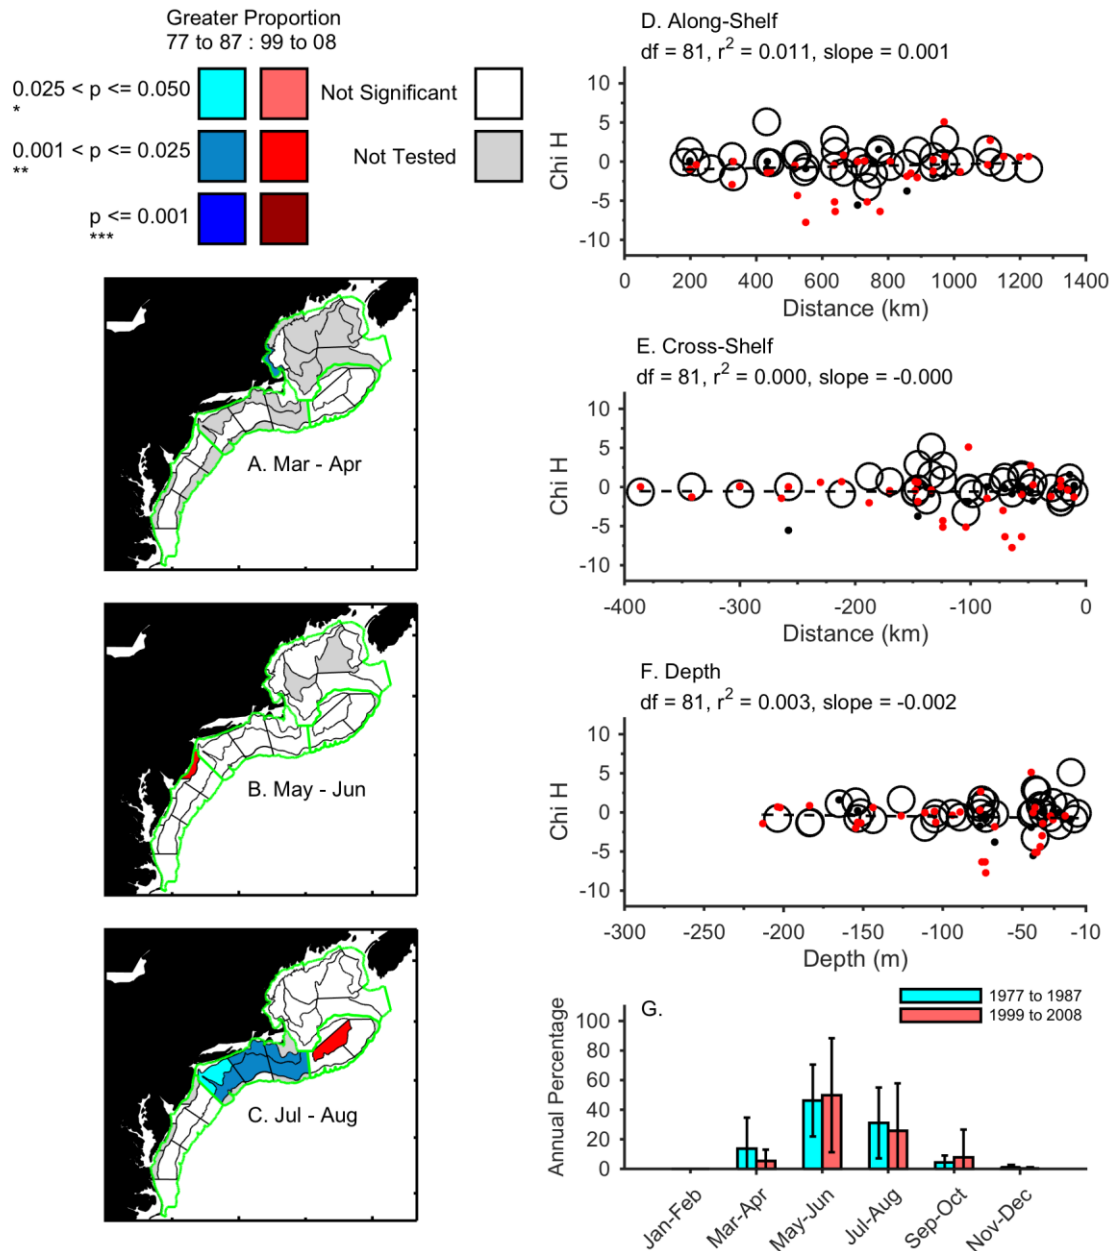 Greater Proportion
77 to 87 : 99 to 08
0.025 < p <= 0.050
*
Not Significant
0.001 < p <= 0.025
**
Not Tested
p <= 0.001
***
A. Mar - Apr
B. May - Jun
C. Jul - Aug
D. Along-Shelf
df = 81, r² = 0.011, slope = 0.001
10
5
0
-5
-10
Chi H
0 200 400 600 800 1000 1200 1400
Distance (km)
E. Cross-Shelf
df = 81, r² = 0.000, slope = -0.000
10
5
0
-5
-10
Chi H
-400 -300 -200 -100 0
Distance (km)
F. Depth
df = 81, r² = 0.003, slope = -0.002
10
5
0
-5
-10
Chi H
-300 -250 -200 -150 -100 -50 -10
Depth (m)
G.
1977 to 1987
1999 to 2008
100
80
60
40
20
0
Annual Percentage
Jan-Feb
Mar-Apr
May-Jun
Jul-Aug
Sep-Oct
Nov-Dec